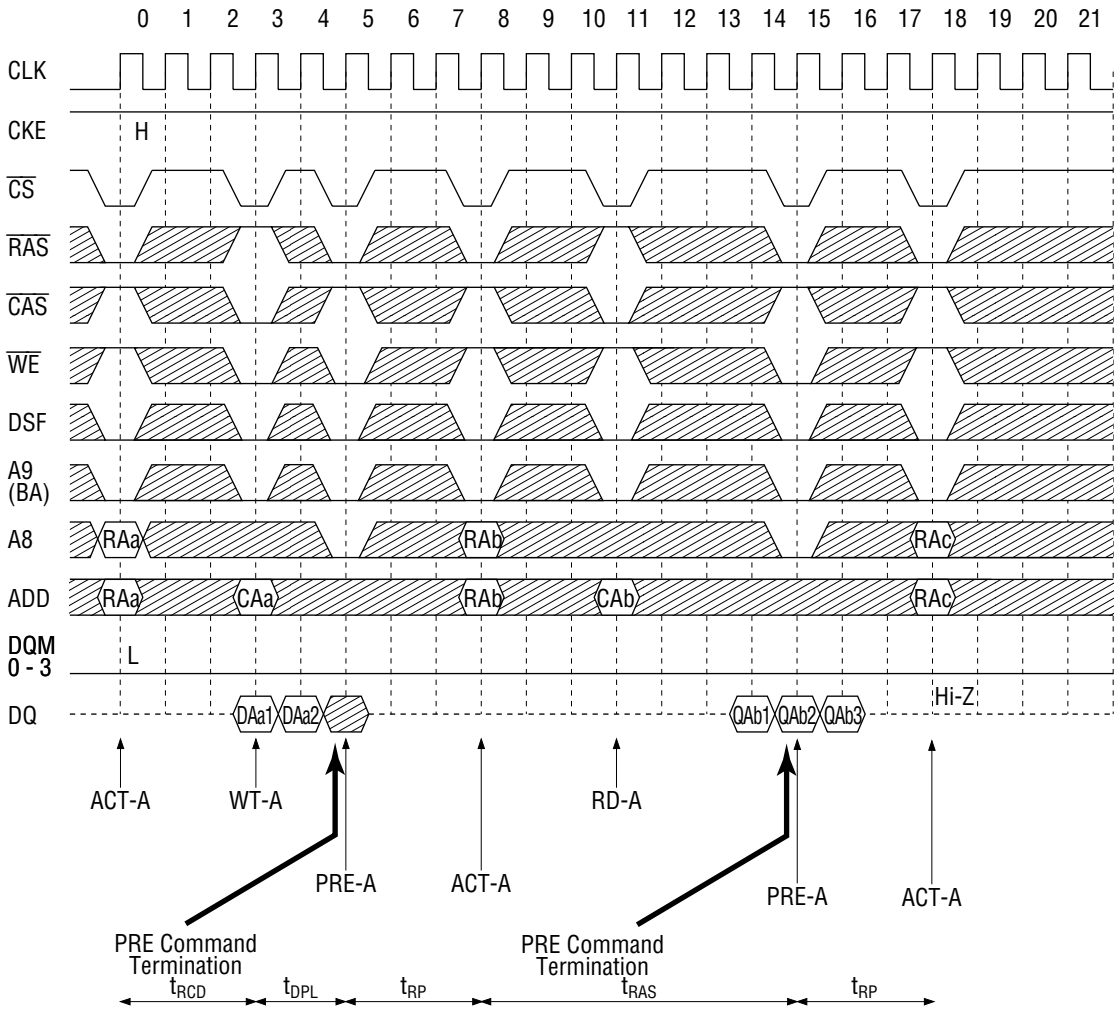 0 1 2 3 4 5 6 7 8 9 10 11 12 13 14 15 16 17 18 19 20 21
CLK
CKE H
CS
RAS
CAS
WE
DSF
A9
(BA)
A8 RAa RAb RAc
ADD RAa CAa RAb CAb RAc
DQM
0 - 3 L
DQ DAa1 DAa2 QAb1 QAb2 QAb3 Hi-Z
ACT-A WT-A RD-A
PRE-A ACT-A PRE-A ACT-A
PRE Command
Termination
PRE Command
Termination
tRCD tDPL tRP tRAS tRP